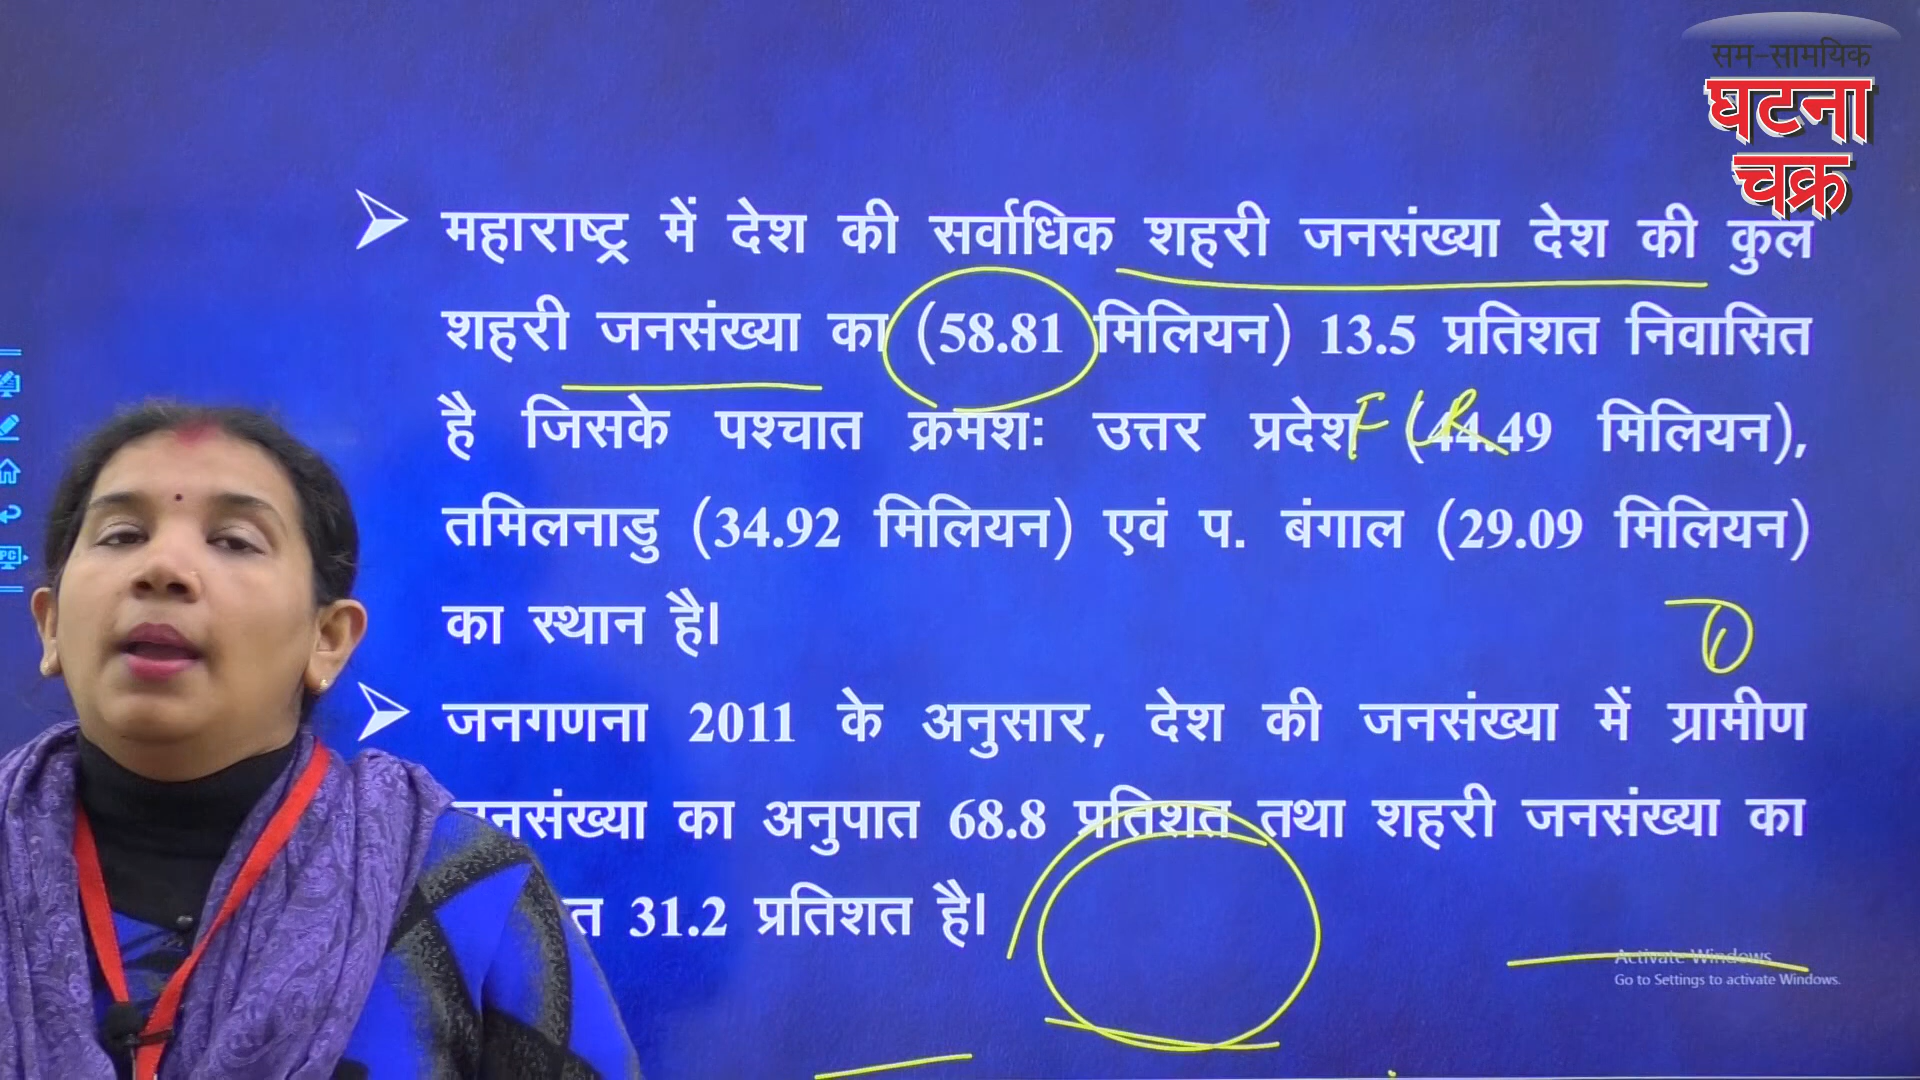 सम-सामयिक
घटना
चक्र
महाराष्ट्र में देश की सर्वाधिक शहरी जनसंख्या देश की कुल
शहरी जनसंख्या का (58.81 मिलियन) 13.5 प्रतिशत निवासित
है जिसके पश्चात क्रमशः उत्तर प्रदेश (44.49 मिलियन),
तमिलनाडु (34.92 मिलियन) एवं प. बंगाल (29.09 मिलियन)
का स्थान है।
जनगणना 2011 के अनुसार, देश की जनसंख्या में ग्रामीण
जनसंख्या का अनुपात 68.8 प्रतिशत तथा शहरी जनसंख्या का
त 31.2 प्रतिशत है।
Activate Windows
Go to Settings to activate Windows.
PC